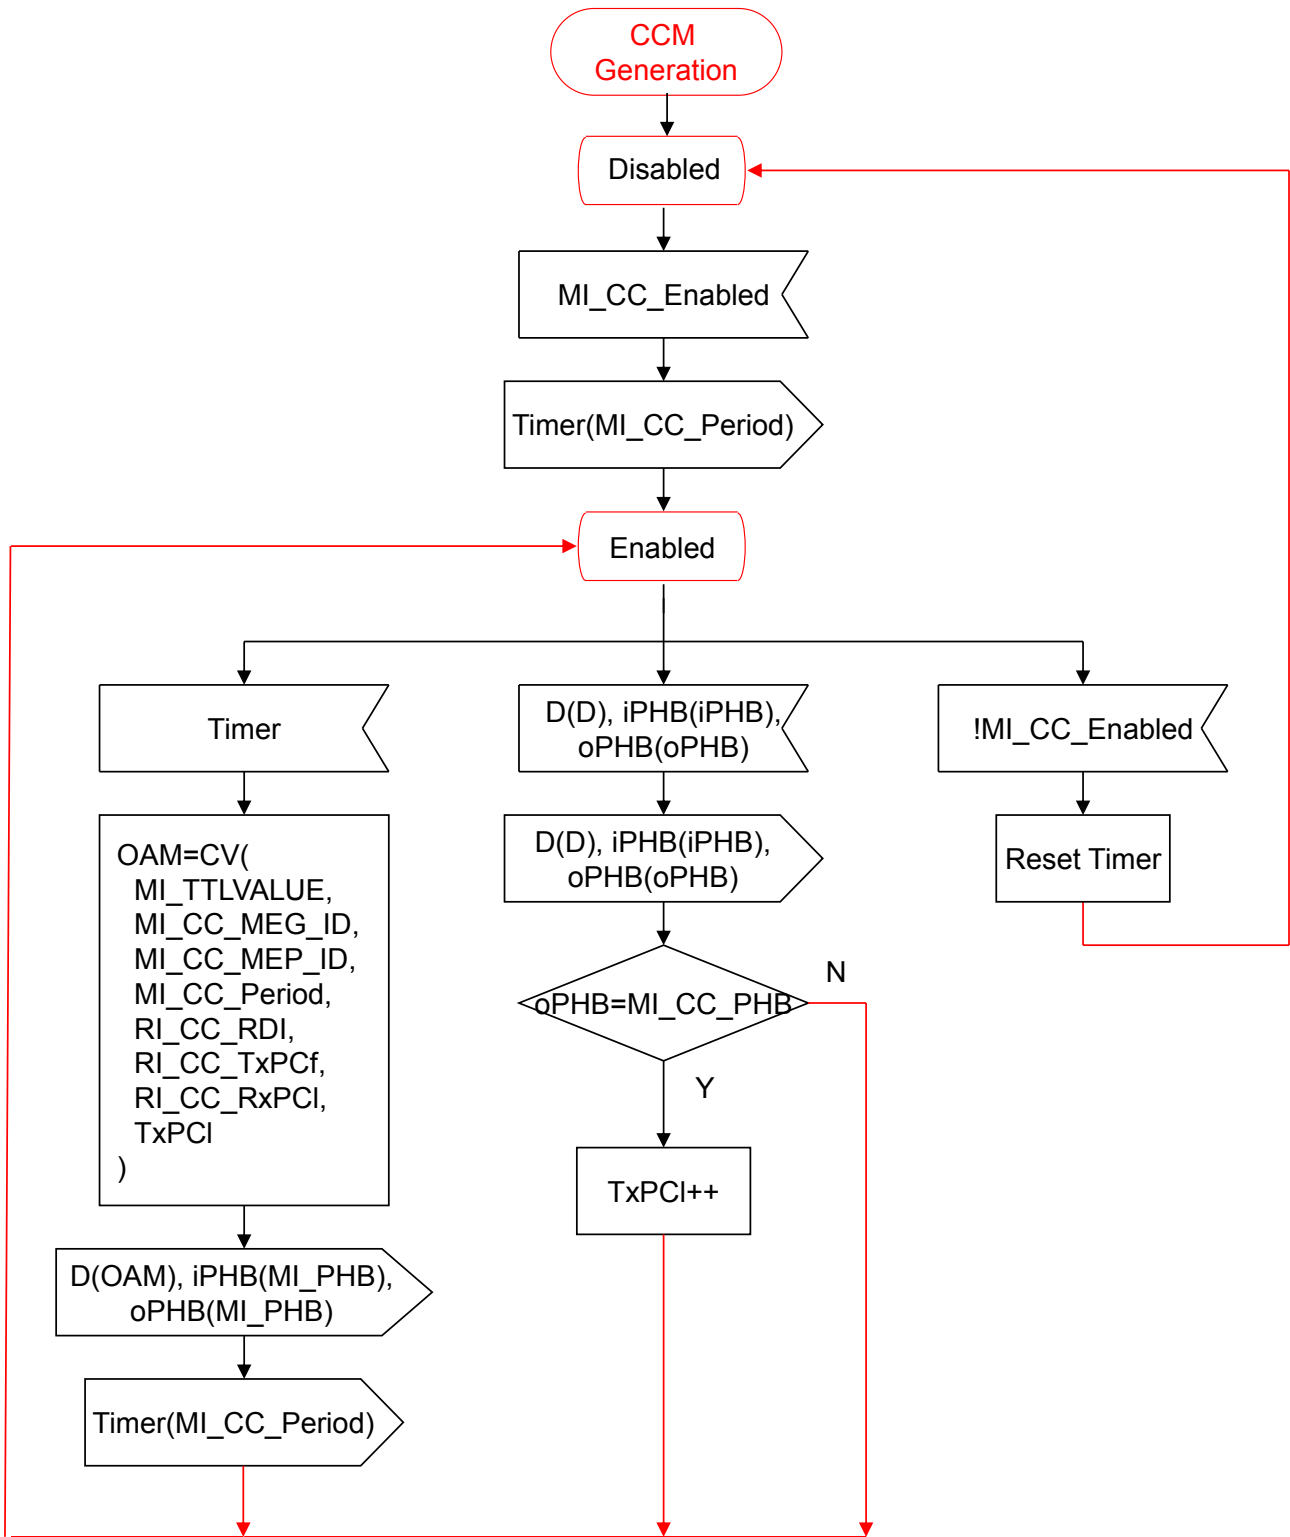 CCM
Generation
Disabled
MI_CC_Enabled
Timer(MI_CC_Period)
Enabled
Timer
D(D), iPHB(iPHB),
oPHB(oPHB)
!MI_CC_Enabled
OAM=CV(
MI_TTLVALUE,
MI_CC_MEG_ID,
MI_CC_MEP_ID,
MI_CC_Period,
RI_CC_RDI,
RI_CC_TxPCf,
RI_CC_RxPCl,
TxPCl
)
D(D), iPHB(iPHB),
oPHB(oPHB)
Reset Timer
oPHB=MI_CC_PHB
N
Y
TxPCl++
D(OAM), iPHB(MI_PHB),
oPHB(MI_PHB)
Timer(MI_CC_Period)